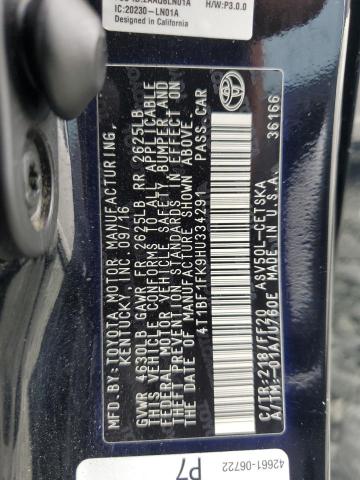 IC:20230-LN01A
H/W:P3.0.0
Designed in California
MFD.BY: TOYOTA MOTOR MANUFACTURING,
KENTUCKY, INC. 09/16
GVWR 4630LB GAWR FR 2625LB RR 2625LB
THIS VEHICLE CONFORMS TO ALL APPLICABLE
FEDERAL MOTOR VEHICLE SAFETY, BUMPER AND
THEFT PREVENTION STANDARDS IN EFFECT ON
THE DATE OF MANUFACTURE SHOWN ABOVE.
4T1BF1FK9HU334291 PASS.CAR
C/TR:218/FF20 ASV50L-CETSKA
A/TM:-01A/U760E MADE IN U.S.A.
36166
42661-06722
P7